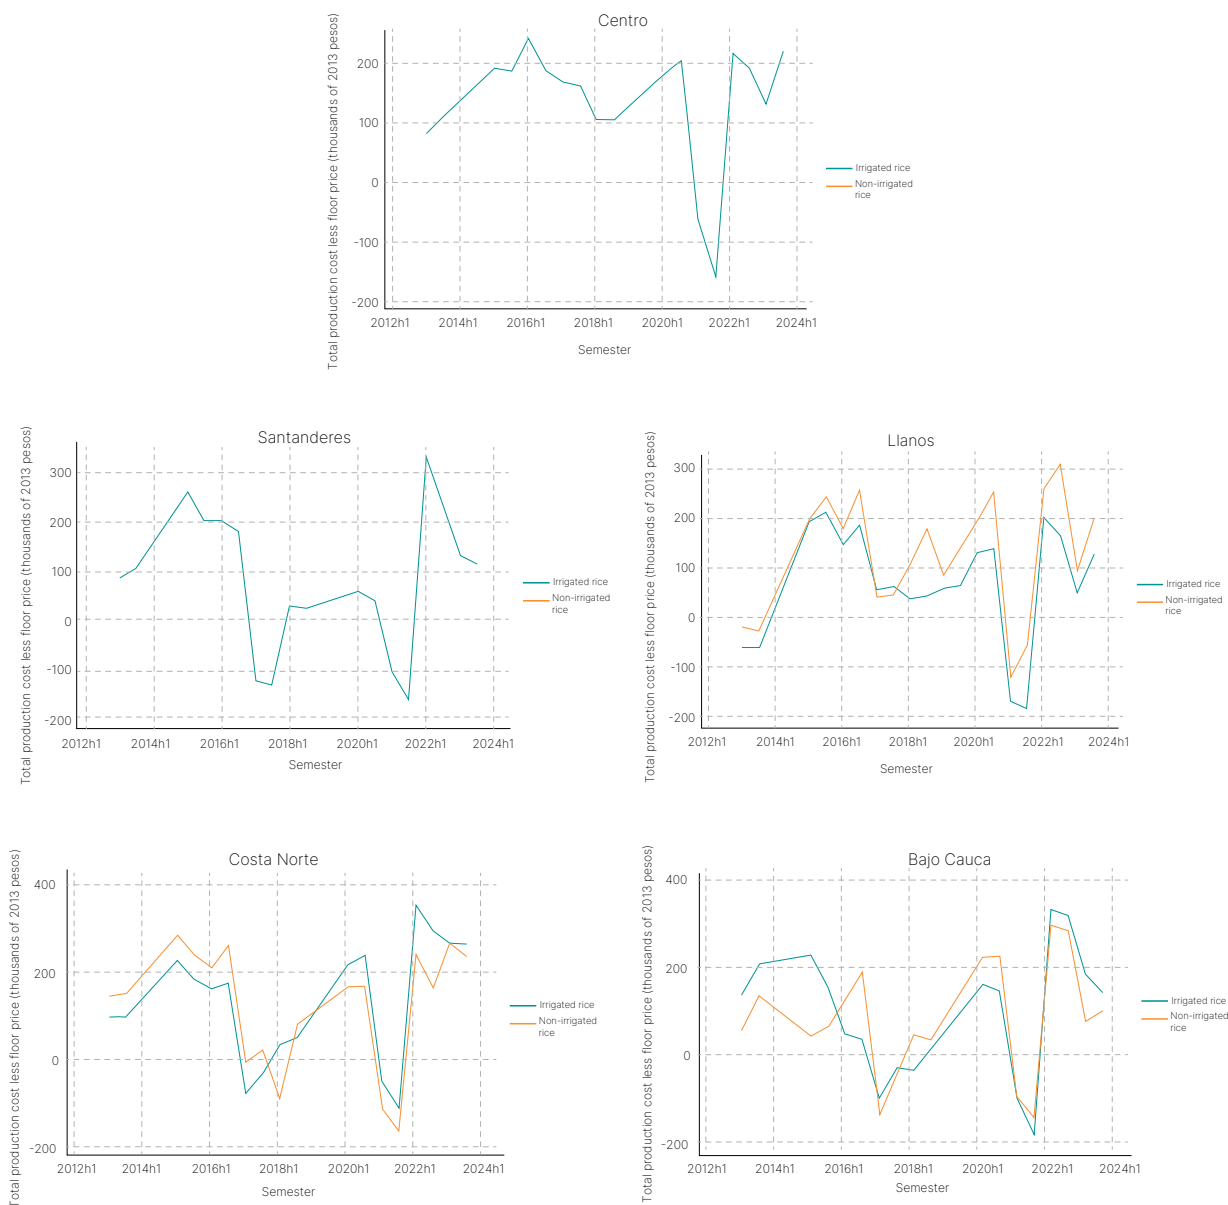 Centro
Total production cost less floor price (thousands of 2013 pesos)
200
100
0
-100
-200
2012h1 2014h1 2016h1 2018h1 2020h1 2022h1 2024h1
Semester
Irrigated rice
Non-irrigated
rice
Santanderes
Total production cost less floor price (thousands of 2013 pesos)
300
200
100
0
-100
-200
2012h1 2014h1 2016h1 2018h1 2020h1 2022h1 2024h1
Semester
Irrigated rice
Non-irrigated
rice
Llanos
Total production cost less floor price (thousands of 2013 pesos)
300
200
100
0
-100
-200
2012h1 2014h1 2016h1 2018h1 2020h1 2022h1 2024h1
Semester
Irrigated rice
Non-irrigated
rice
Costa Norte
Total production cost less floor price (thousands of 2013 pesos)
400
200
0
-200
2012h1 2014h1 2016h1 2018h1 2020h1 2022h1 2024h1
Semester
Irrigated rice
Non-irrigated
rice
Bajo Cauca
Total production cost less floor price (thousands of 2013 pesos)
400
200
0
-200
2012h1 2014h1 2016h1 2018h1 2020h1 2022h1 2024h1
Semester
Irrigated rice
Non-irrigated
rice